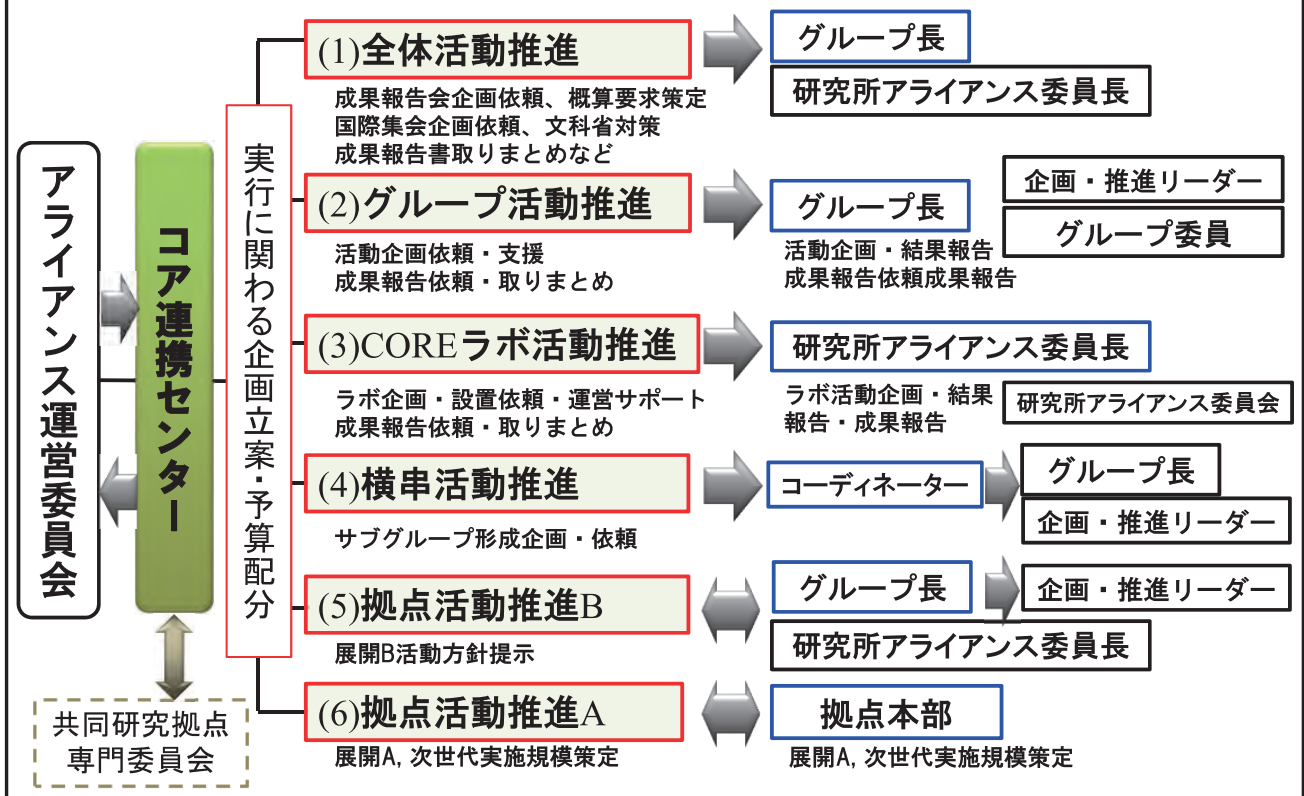 アライアンス運営委員会
コア連携センター
共同研究拠点
専門委員会
実行に関わる企画立案・予算配分
(1)全体活動推進
成果報告会企画依頼、概算要求策定
国際集会企画依頼、文科省対策
成果報告書取りまとめなど
グループ長
研究所アライアンス委員長
(2)グループ活動推進
活動企画依頼・支援
成果報告依頼・取りまとめ
グループ長
活動企画・結果報告
成果報告依頼成果報告
企画・推進リーダー
グループ委員
(3)COREラボ活動推進
ラボ企画・設置依頼・運営サポート
成果報告依頼・取りまとめ
研究所アライアンス委員長
ラボ活動企画・結果
報告・成果報告
研究所アライアンス委員会
(4)横串活動推進
サブグループ形成企画・依頼
コーディネーター
グループ長
企画・推進リーダー
(5)拠点活動推進B
展開B活動方針提示
グループ長
企画・推進リーダー
研究所アライアンス委員長
(6)拠点活動推進A
展開A, 次世代実施規模策定
拠点本部
展開A, 次世代実施規模策定